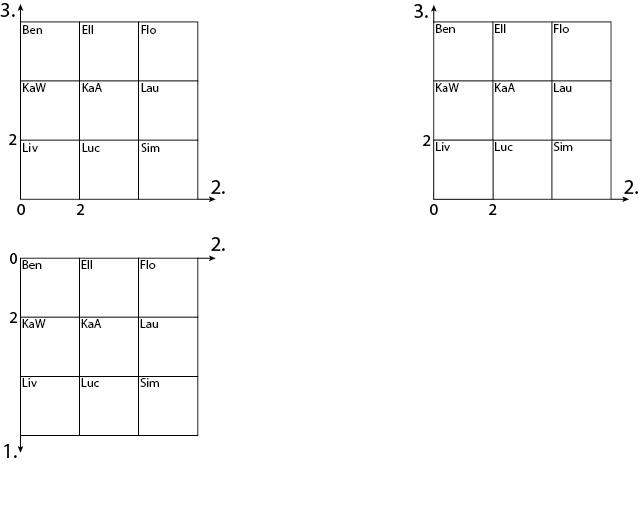 3.
Ben Ell Flo
KaW KaA Lau
2
Liv Luc Sim
2.
0 2
3.
Ben Ell Flo
KaW KaA Lau
2
Liv Luc Sim
2.
0 2
2.
0
Ben Ell Flo
2
KaW KaA Lau
Liv Luc Sim
1.